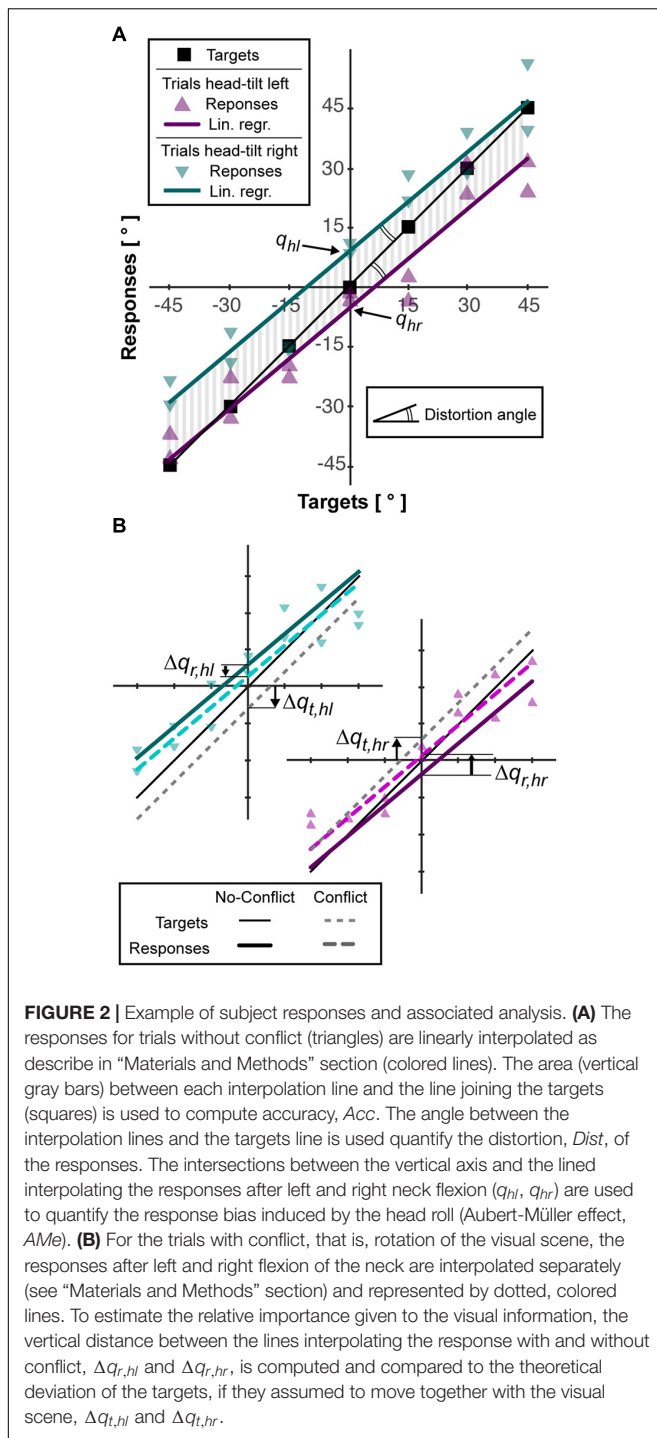 A
Targets
Trials head-tilt left
Reponses
Lin. regr.
Trials head-tilt right
Reponses
Lin. regr.
Responses [ ° ]
45
30
15
-45 -30 -15 15 30 45
-15
-30
-45
q_hl
q_hr
Distortion angle
Targets [ ° ]
B
Δq_r,hl
Δq_t,hl
Δq_t,hr
Δq_r,hr
No-Conflict Conflict
Targets
Responses
FIGURE 2 | Example of subject responses and associated analysis. (A) The
responses for trials without conflict (triangles) are linearly interpolated as
describe in “Materials and Methods” section (colored lines). The area (vertical
gray bars) between each interpolation line and the line joining the targets
(squares) is used to compute accuracy, Acc. The angle between the
interpolation lines and the targets line is used quantify the distortion, Dist, of
the responses. The intersections between the vertical axis and the lined
interpolating the responses after left and right neck flexion (q_hl, q_hr) are used
to quantify the response bias induced by the head roll (Aubert-Müller effect,
AMe). (B) For the trials with conflict, that is, rotation of the visual scene, the
responses after left and right flexion of the neck are interpolated separately
(see “Materials and Methods” section) and represented by dotted, colored
lines. To estimate the relative importance given to the visual information, the
vertical distance between the lines interpolating the response with and without
conflict, Δq_r,hl and Δq_r,hr, is computed and compared to the theoretical
deviation of the targets, if they assumed to move together with the visual
scene, Δq_t,hl and Δq_t,hr.